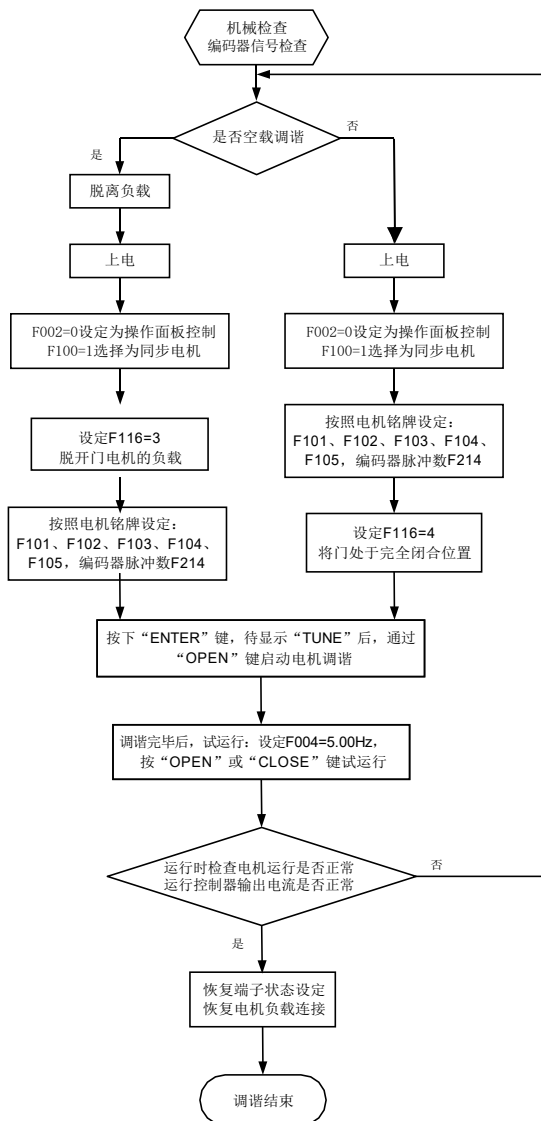 机械检查
编码器信号检查
是否空载调谐
是
否
脱离负载
上电
上电
F002=0设定为操作面板控制
F100=1选择为同步电机
F002=0设定为操作面板控制
F100=1选择为同步电机
设定F116=3
脱开门电机的负载
按照电机铭牌设定：
F101、F102、F103、F104、
F105，编码器脉冲数F214
按照电机铭牌设定：
F101、F102、F103、F104、
F105，编码器脉冲数F214
设定F116=4
将门处于完全闭合位置
按下“ENTER”键，待显示“TUNE”后，通过
“OPEN”键启动电机调谐
调谐完毕后，试运行：设定F004=5.00Hz，
按“OPEN”或“CLOSE”键试运行
运行时检查电机运行是否正常
运行控制器输出电流是否正常
否
是
恢复端子状态设定
恢复电机负载连接
调谐结束